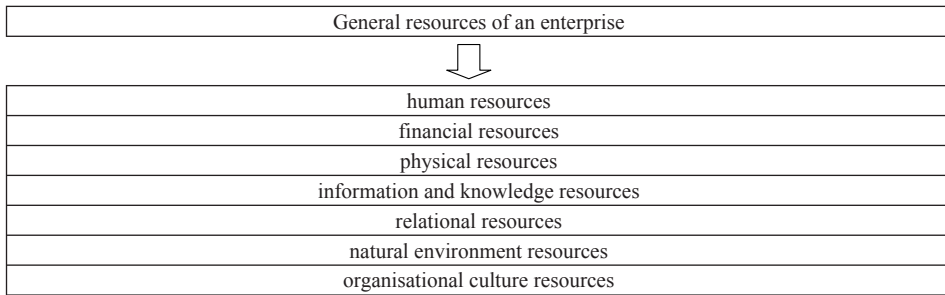 General resources of an enterprise
human resources
financial resources
physical resources
information and knowledge resources
relational resources
natural environment resources
organisational culture resources